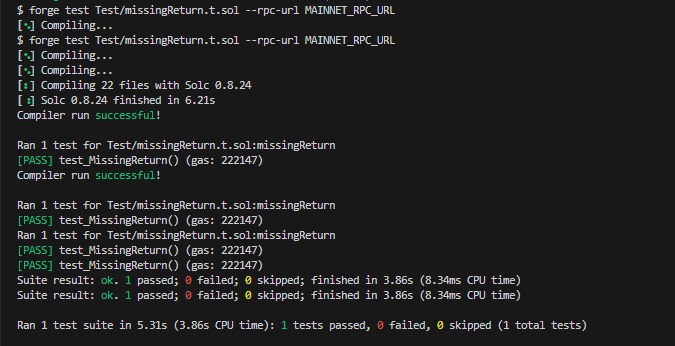 $ forge test Test/missingReturn.t.sol --rpc-url MAINNET_RPC_URL
[⠢] Compiling...
$ forge test Test/missingReturn.t.sol --rpc-url MAINNET_RPC_URL
[⠢] Compiling...
[⠢] Compiling...
[⠆] Compiling 22 files with Solc 0.8.24
[⠰] Solc 0.8.24 finished in 6.21s
Compiler run successful!
Ran 1 test for Test/missingReturn.t.sol:missingReturn
[PASS] test_MissingReturn() (gas: 222147)
Compiler run successful!
Ran 1 test for Test/missingReturn.t.sol:missingReturn
[PASS] test_MissingReturn() (gas: 222147)
Ran 1 test for Test/missingReturn.t.sol:missingReturn
[PASS] test_MissingReturn() (gas: 222147)
[PASS] test_MissingReturn() (gas: 222147)
Suite result: ok. 1 passed; 0 failed; 0 skipped; finished in 3.86s (8.34ms CPU time)
Suite result: ok. 1 passed; 0 failed; 0 skipped; finished in 3.86s (8.34ms CPU time)
Ran 1 test suite in 5.31s (3.86s CPU time): 1 tests passed, 0 failed, 0 skipped (1 total tests)